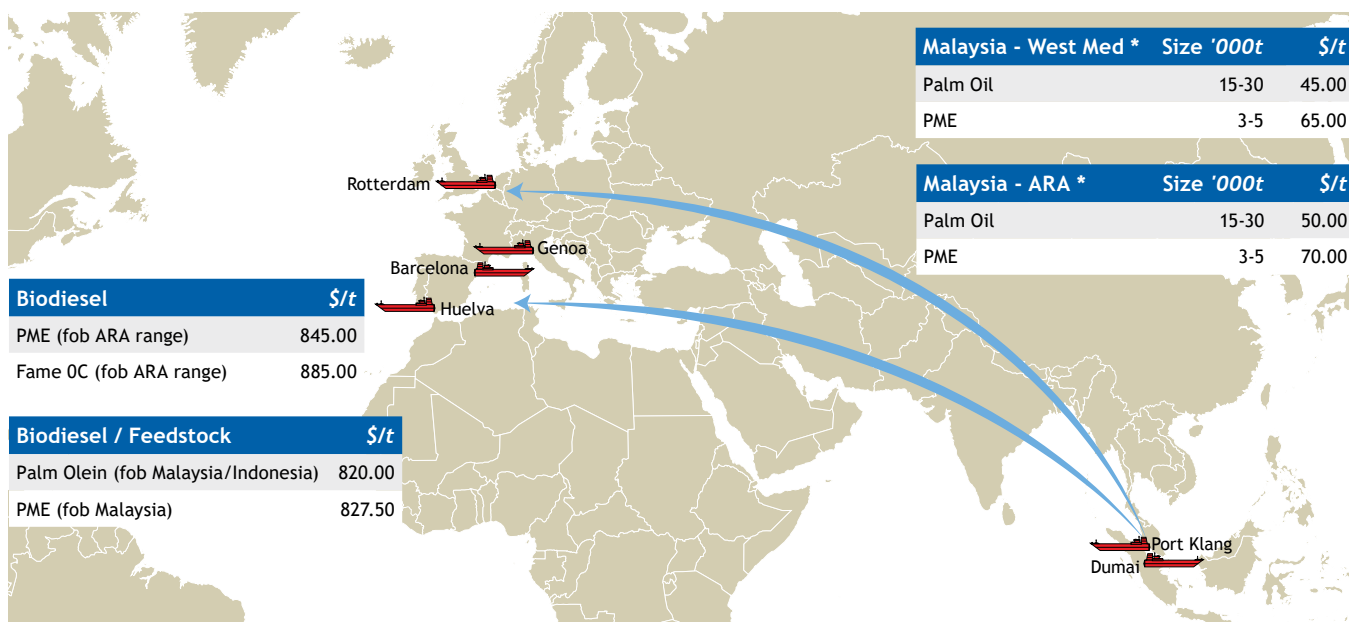 Malaysia - West Med * Size '000t $/t
Palm Oil 15-30 45.00
PME 3-5 65.00
Malaysia - ARA * Size '000t $/t
Palm Oil 15-30 50.00
PME 3-5 70.00
Rotterdam
Genoa
Barcelona
Huelva
Biodiesel $/t
PME (fob ARA range) 845.00
Fame 0C (fob ARA range) 885.00
Biodiesel / Feedstock $/t
Palm Olein (fob Malaysia/Indonesia) 820.00
PME (fob Malaysia) 827.50
Port Klang
Dumai